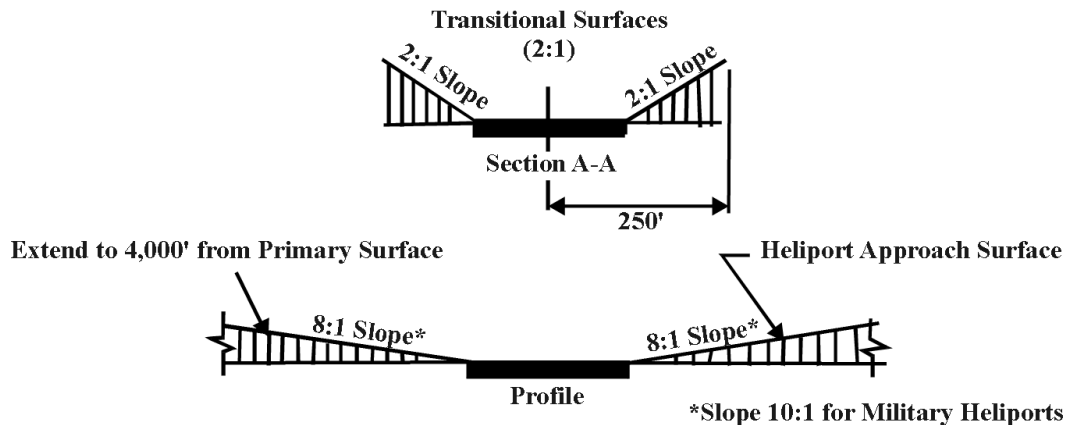 Transitional Surfaces
(2:1)
2:1 Slope
2:1 Slope
Section A-A
250'
Extend to 4,000' from Primary Surface
Heliport Approach Surface
8:1 Slope*
8:1 Slope*
Profile
*Slope 10:1 for Military Heliports